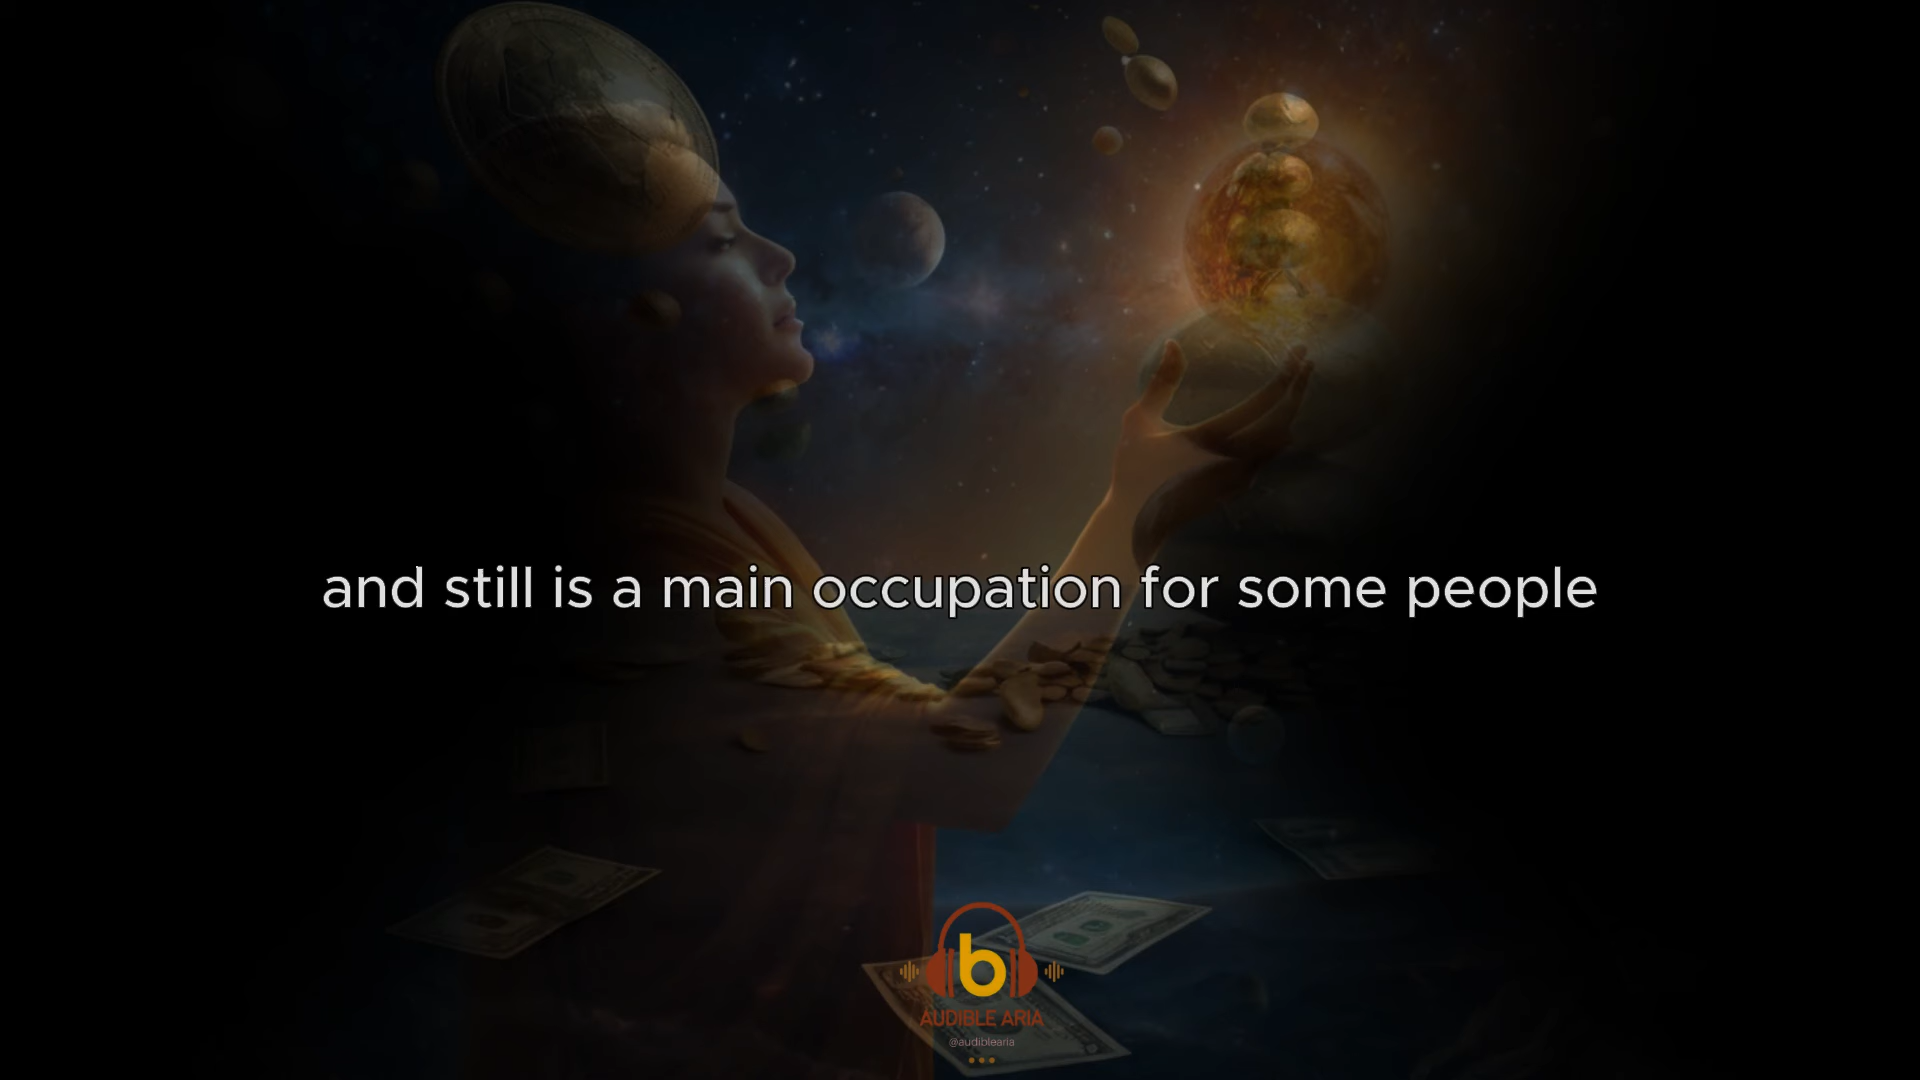 and still is a main occupation for some people
b
AUDIBLE ARIA
@audiblearia